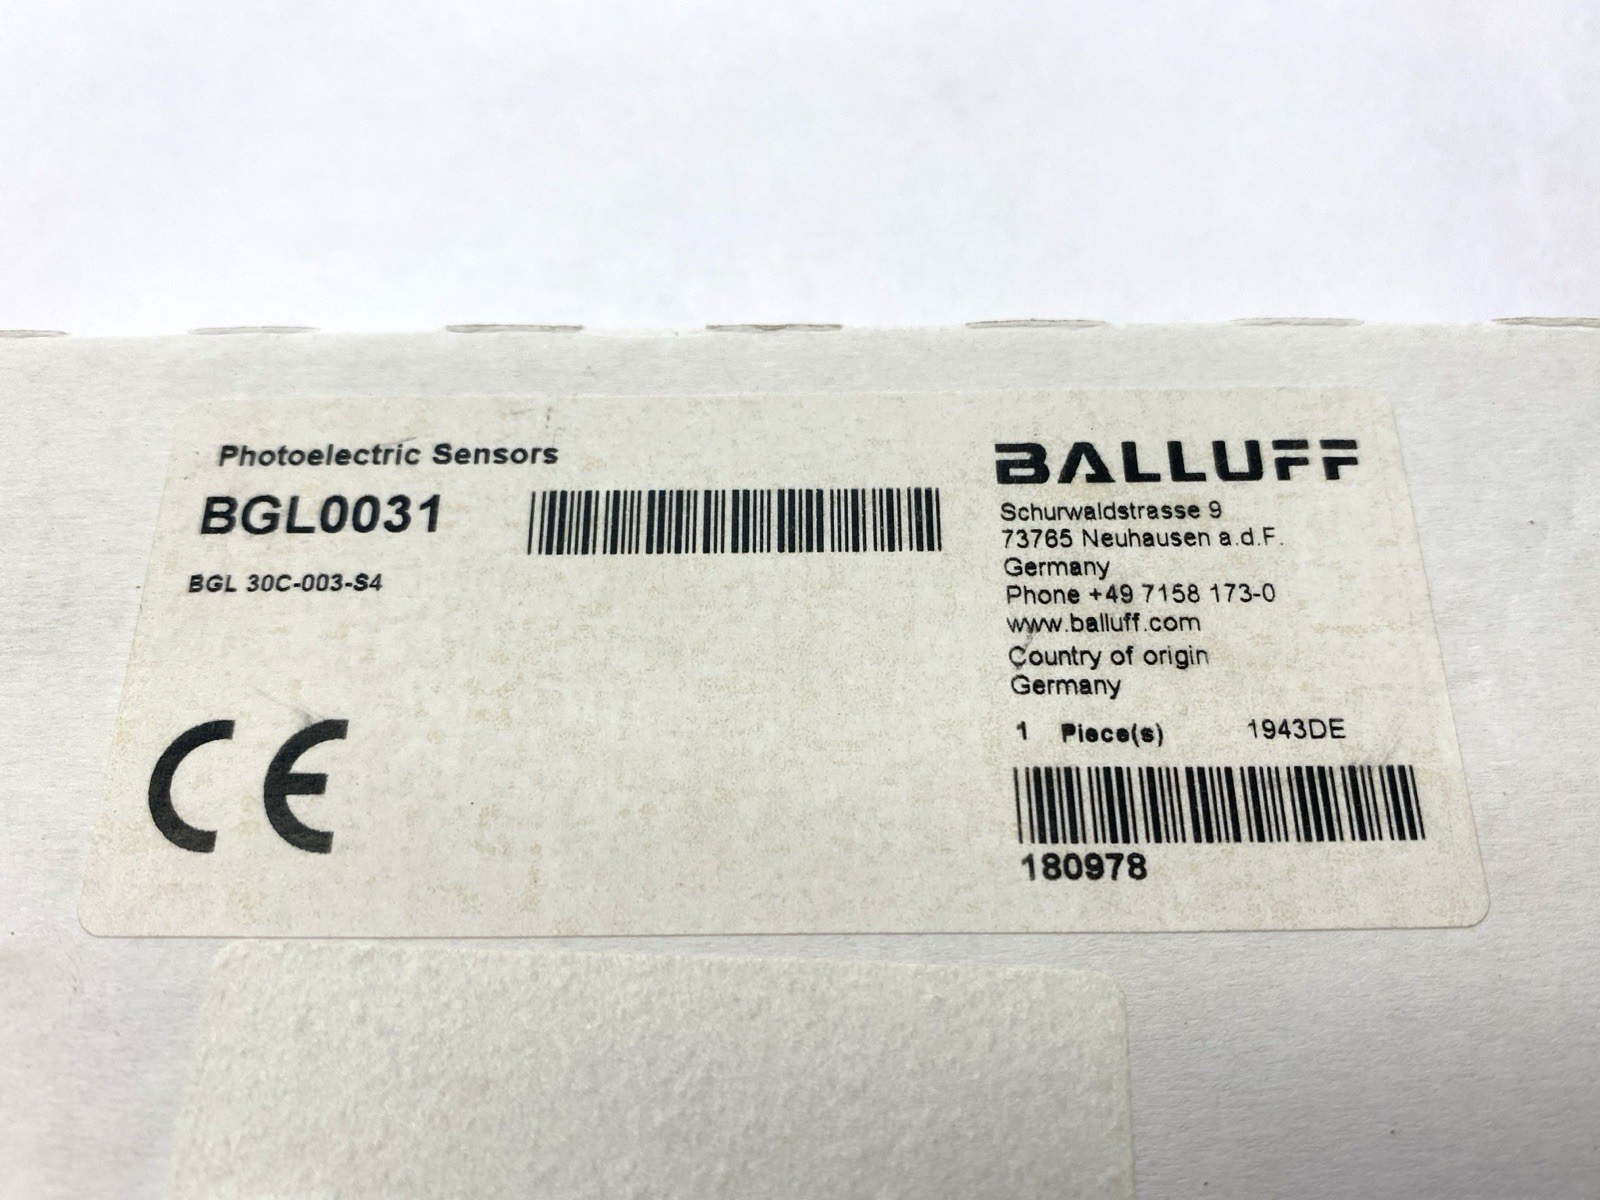 Photoelectric Sensors
BGL0031
BGL 30C-003-S4
CE
BALLUFF
Schurwaldstrasse 9
73765 Neuhausen a.d.F.
Germany
Phone +49 7158 173-0
www.balluff.com
Country of origin
Germany
1 Piece(s) 1943DE
180978